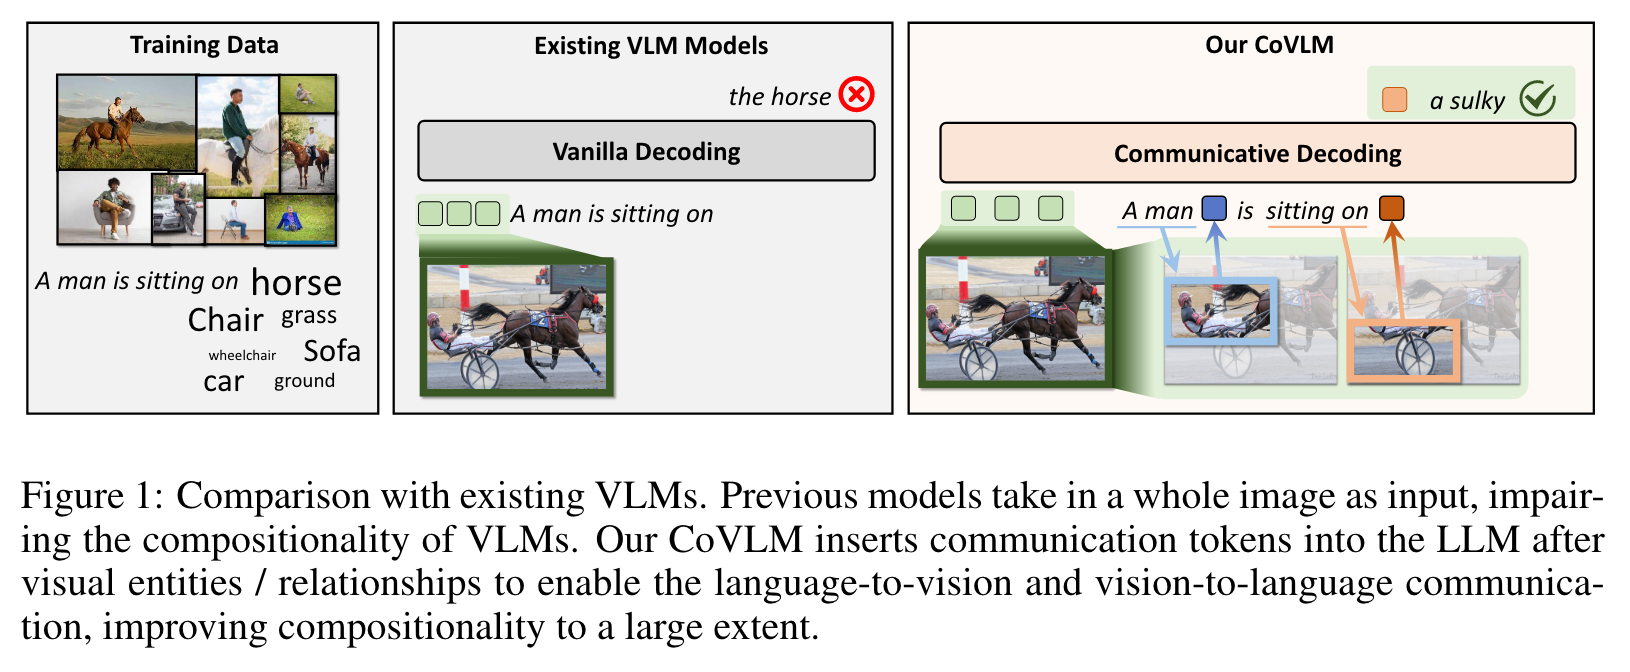 Training Data
A man is sitting on horse
Chair grass
wheelchair Sofa
car ground
Existing VLM Models
the horse
Vanilla Decoding
A man is sitting on
Our CoVLM
a sulky
Communicative Decoding
A man is sitting on
Figure 1: Comparison with existing VLMs. Previous models take in a whole image as input, impair-
ing the compositionality of VLMs. Our CoVLM inserts communication tokens into the LLM after
visual entities / relationships to enable the language-to-vision and vision-to-language communica-
tion, improving compositionality to a large extent.